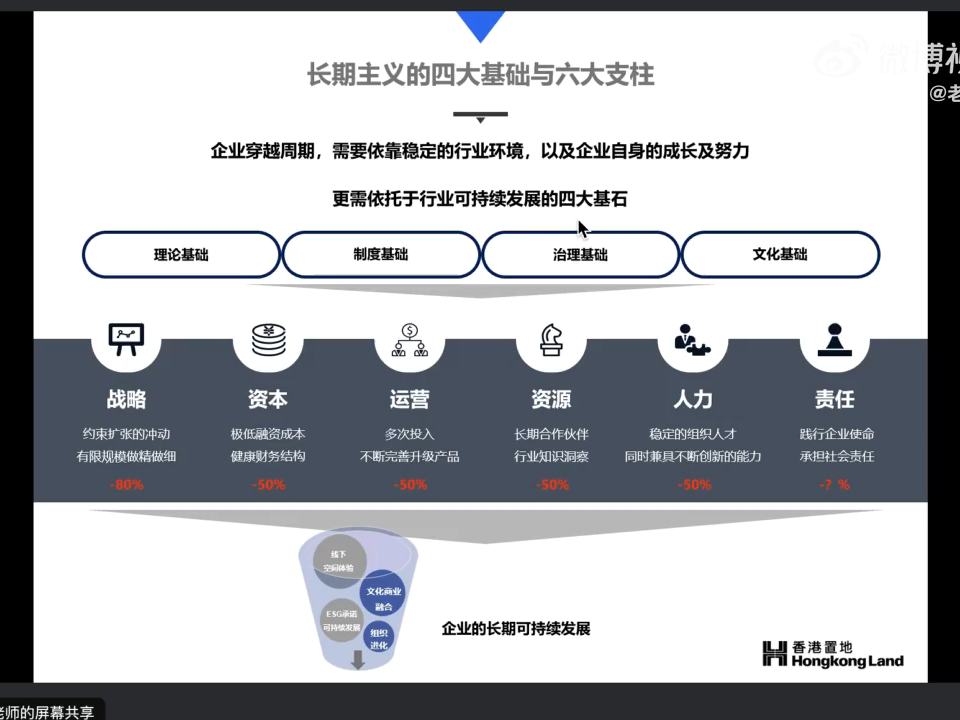 微博视
@老
长期主义的四大基础与六大支柱
企业穿越周期，需要依靠稳定的行业环境，以及企业自身的成长及努力
更需依托于行业可持续发展的四大基石
理论基础
制度基础
治理基础
文化基础
战略
约束扩张的冲动
有限规模做精做细
-80%
资本
极低融资成本
健康财务结构
-50%
运营
多次投入
不断完善升级产品
-50%
资源
长期合作伙伴
行业知识洞察
-50%
人力
稳定的组织人才
同时兼具不断创新的能力
-50%
责任
践行企业使命
承担社会责任
-? %
线下
空间体验
文化商业
融合
ESG承诺
可持续发展
组织
进化
企业的长期可持续发展
香港置地
Hongkong Land
老师的屏幕共享